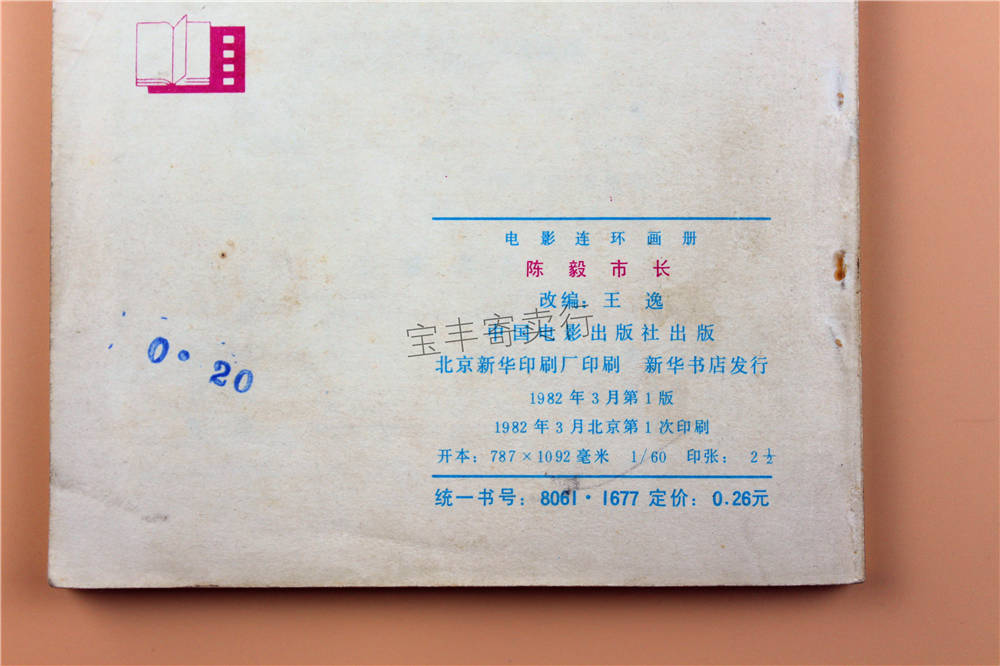 电影连环画册
陈毅市长
改编：王逸
中国电影出版社出版
宝丰寄卖行
北京新华印刷厂印刷 新华书店发行
0.20
1982年3月第1版
1982年3月北京第1次印刷
开本：787×1092毫米 1/60 印张：2½
统一书号：8061·1677 定价：0.26元